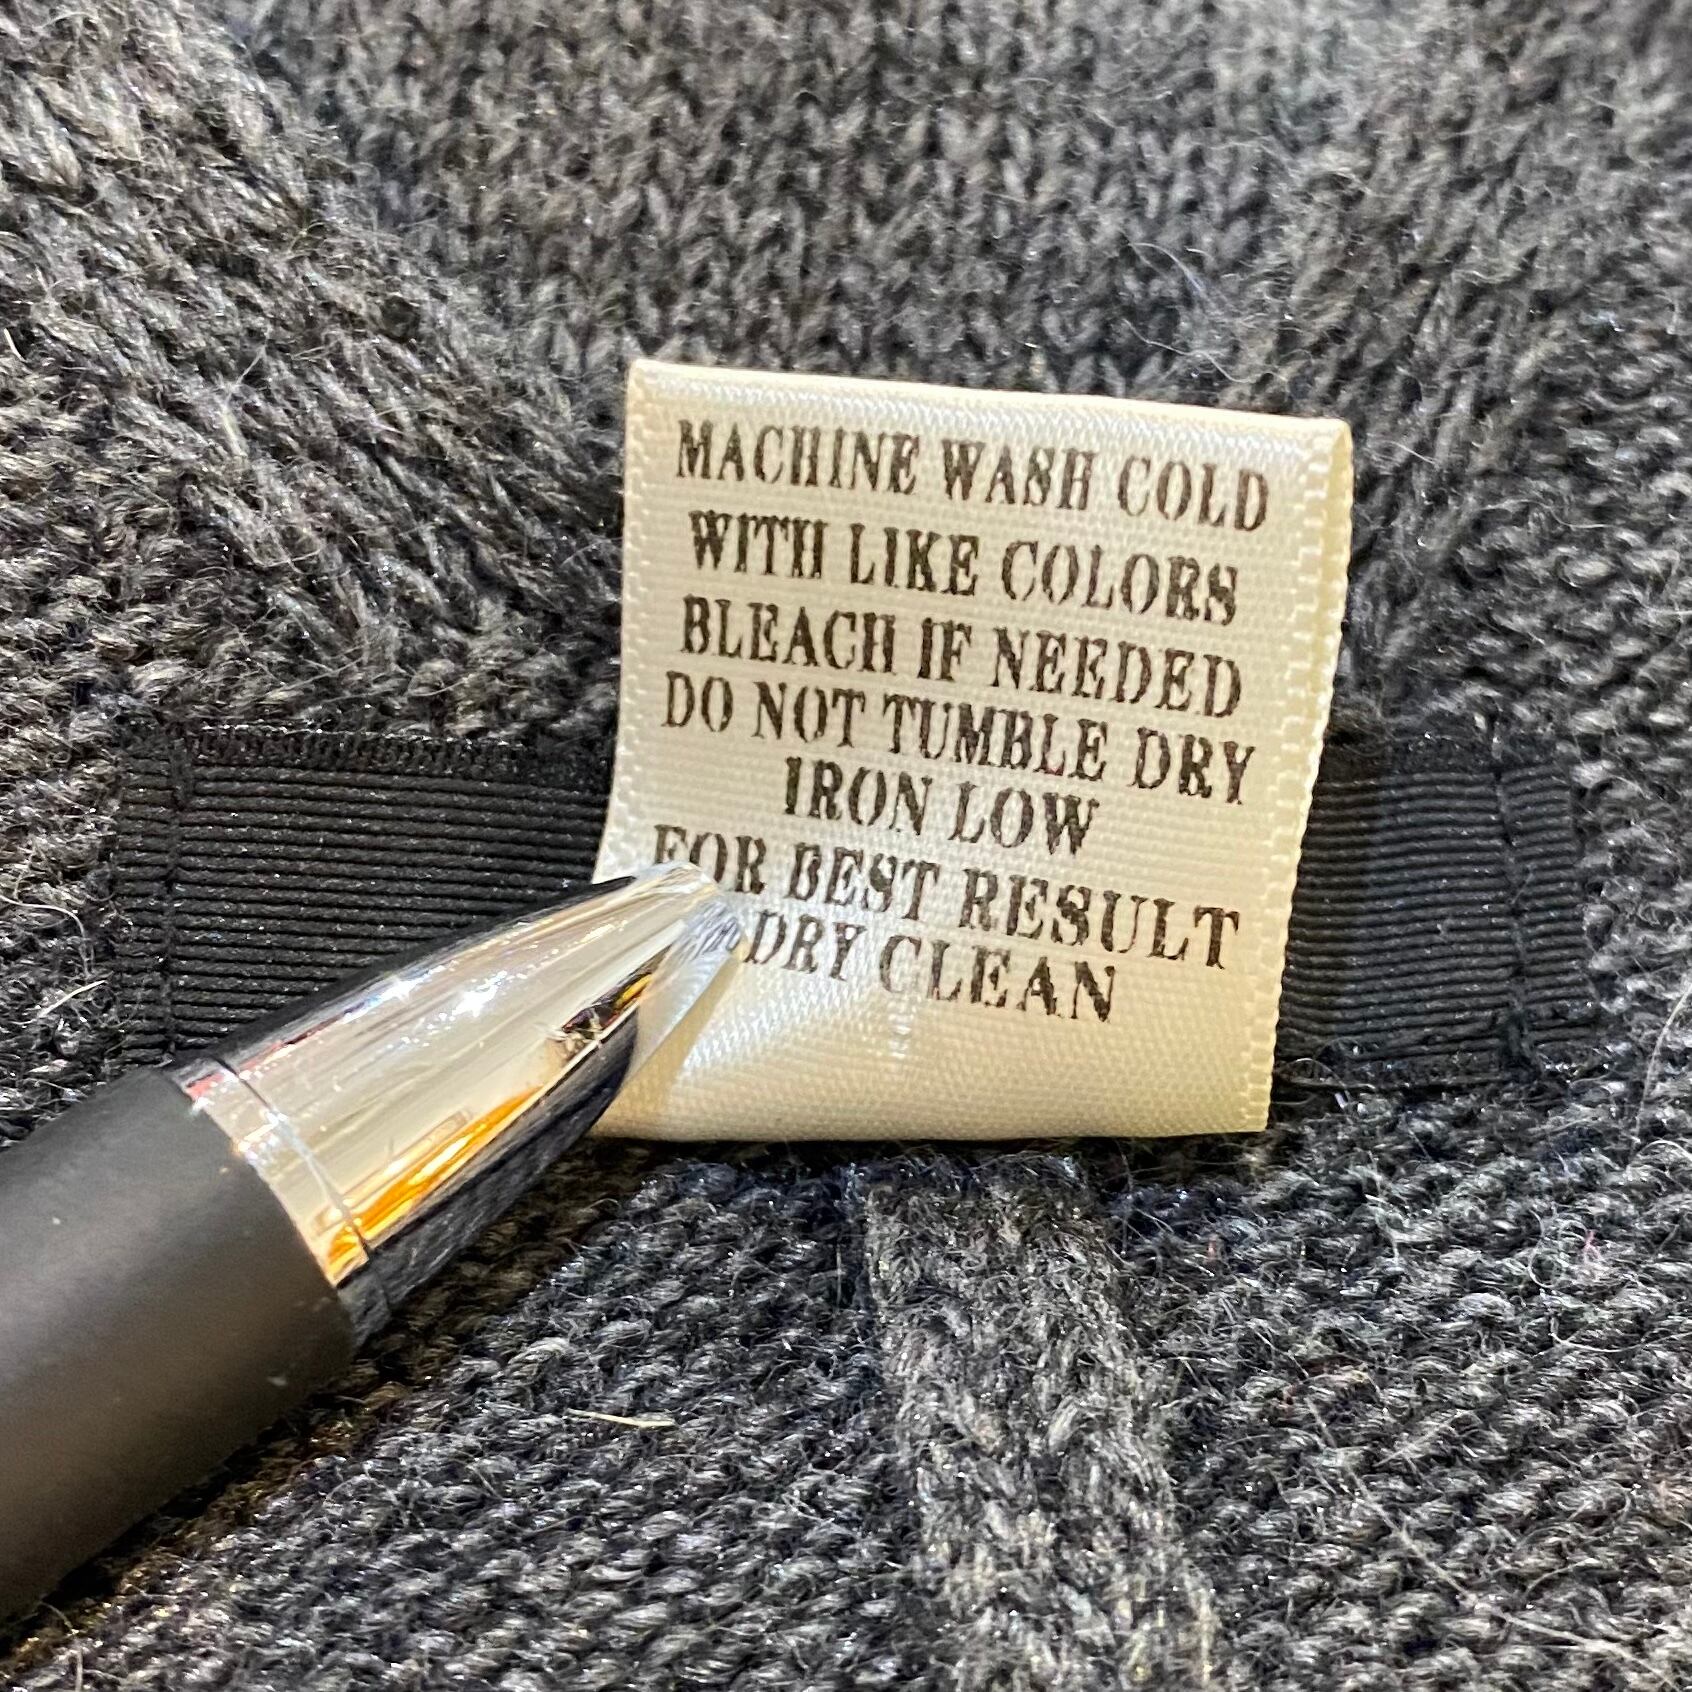 MACHINE WASH COLD
WITH LIKE COLORS
BLEACH IF NEEDED
DO NOT TUMBLE DRY
IRON LOW
FOR BEST RESULT
DRY CLEAN